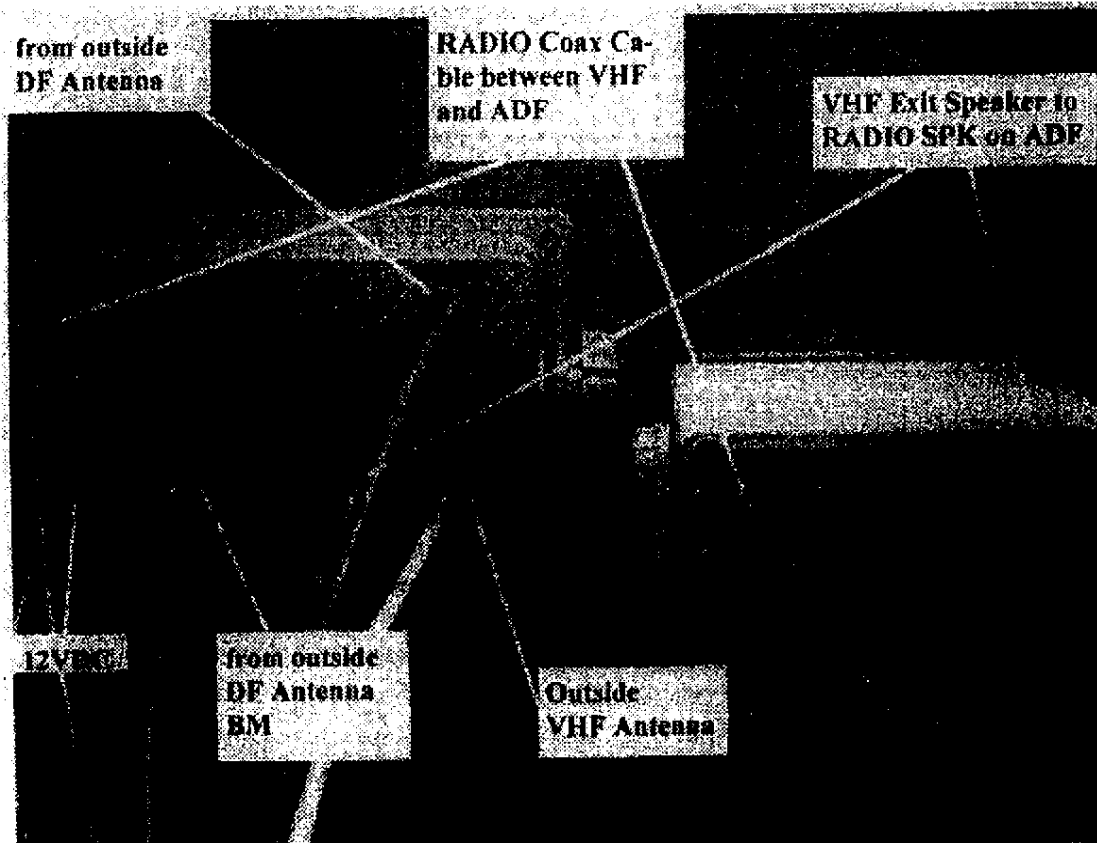 from outside
DF Antenna
RADIO Coax Ca-
ble between VHF
and ADF
VHF Exit Speaker to
RADIO SPK on ADF
12VDC
from outside
DF Antenna
BM
Outside
VHF Antenna